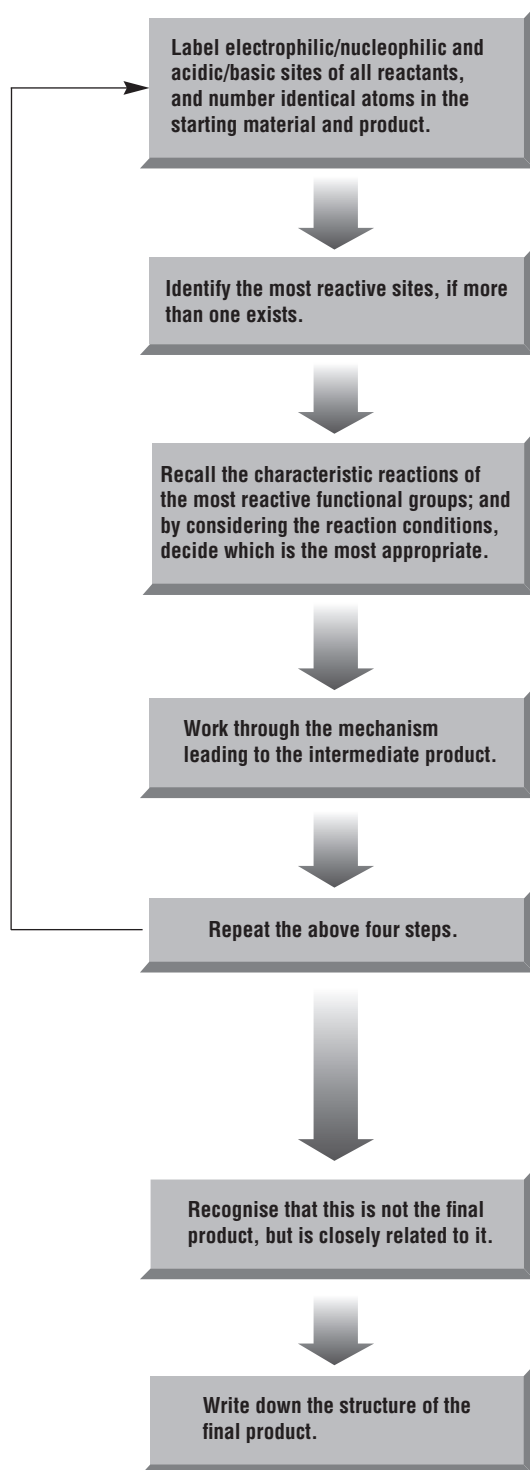 Label electrophilic/nucleophilic and
acidic/basic sites of all reactants,
and number identical atoms in the
starting material and product.
Identify the most reactive sites, if more
than one exists.
Recall the characteristic reactions of
the most reactive functional groups; and
by considering the reaction conditions,
decide which is the most appropriate.
Work through the mechanism
leading to the intermediate product.
Repeat the above four steps.
Recognise that this is not the final
product, but is closely related to it.
Write down the structure of the
final product.